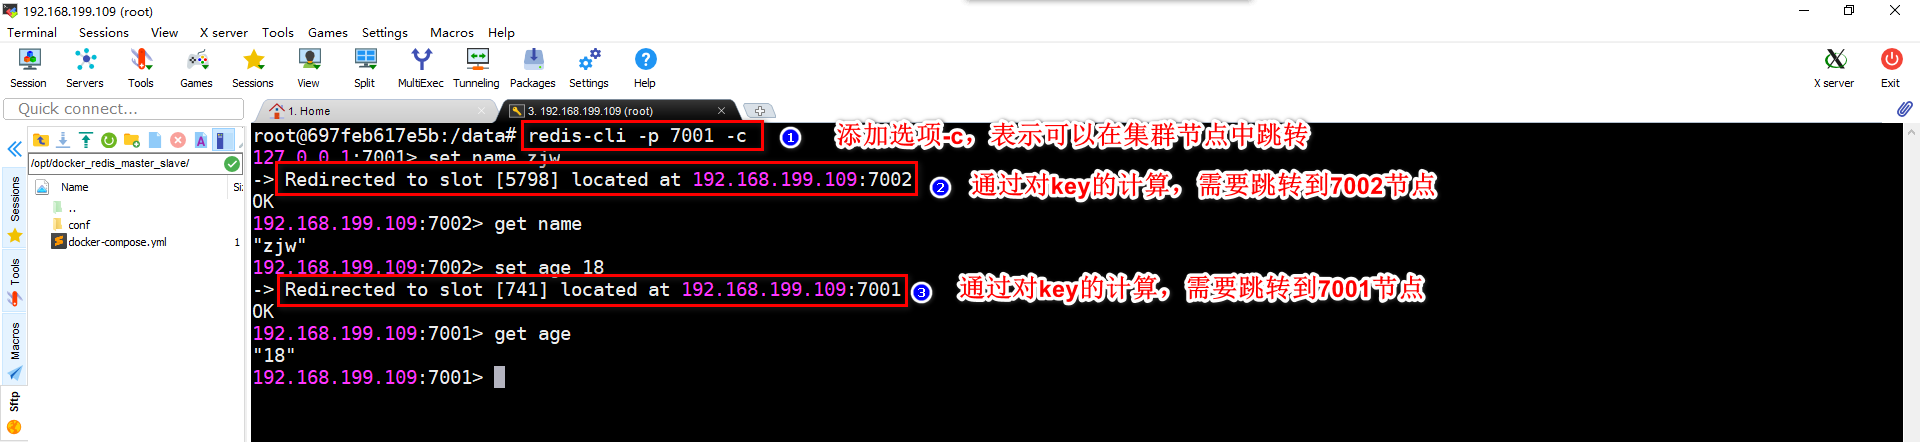 192.168.199.109 (root)
Terminal Sessions View X server Tools Games Settings Macros Help
Session Servers Tools Games Sessions View Split MultiExec Tunneling Packages Settings Help X server Exit
Quick connect...
1. Home
3. 192.168.199.109 (root)
/opt/docker_redis_master_slave/
Name
..
conf
docker-compose.yml 1
Sessions
Tools
Macros
Sftp
root@697feb617e5b:/data# redis-cli -p 7001 -c
① 添加选项-c，表示可以在集群节点中跳转
127.0.0.1:7001> set name zjw
-> Redirected to slot [5798] located at 192.168.199.109:7002
② 通过对key的计算，需要跳转到7002节点
OK
192.168.199.109:7002> get name
"zjw"
192.168.199.109:7002> set age 18
-> Redirected to slot [741] located at 192.168.199.109:7001
③ 通过对key的计算，需要跳转到7001节点
OK
192.168.199.109:7001> get age
"18"
192.168.199.109:7001>